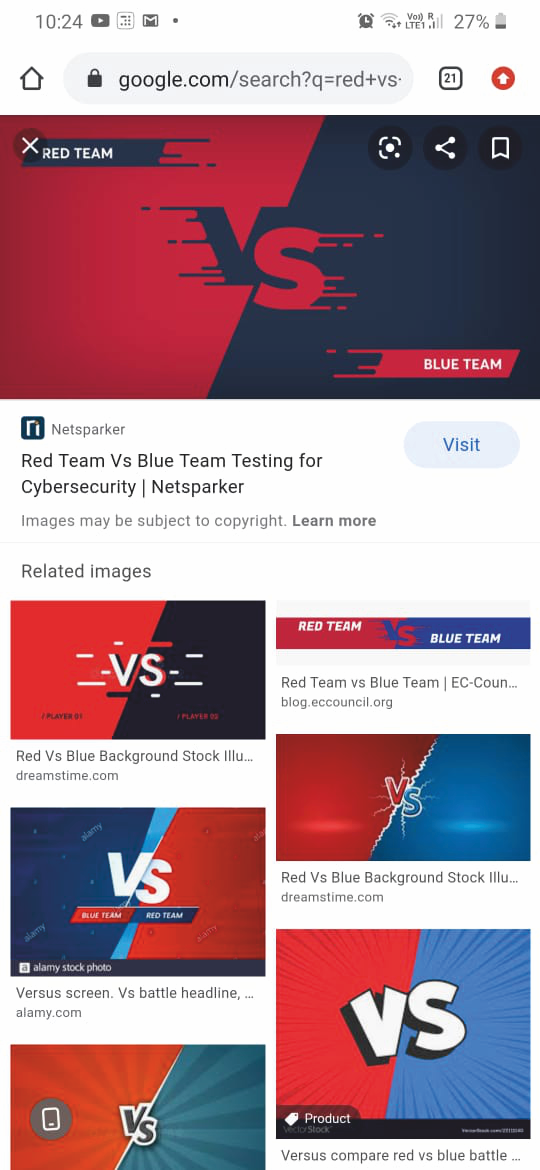 10:24
Vo) R
LTE1
27%
google.com/search?q=red+vs-
21
RED TEAM
VS
BLUE TEAM
Netsparker
Visit
Red Team Vs Blue Team Testing for
Cybersecurity | Netsparker
Images may be subject to copyright. Learn more
Related images
VS
/ PLAYER 01
/ PLAYER 02
Red Vs Blue Background Stock Illu...
dreamstime.com
alamy
alamy
alamy
VS
BLUE TEAM
RED TEAM
a alamy stock photo
Versus screen. Vs battle headline, ...
alamy.com
VS
RED TEAM
VS
BLUE TEAM
Red Team vs Blue Team | EC-Coun...
blog.eccouncil.org
VS
Red Vs Blue Background Stock Illu...
dreamstime.com
VS
Product
VectorStock
Versus compare red vs blue battle ...